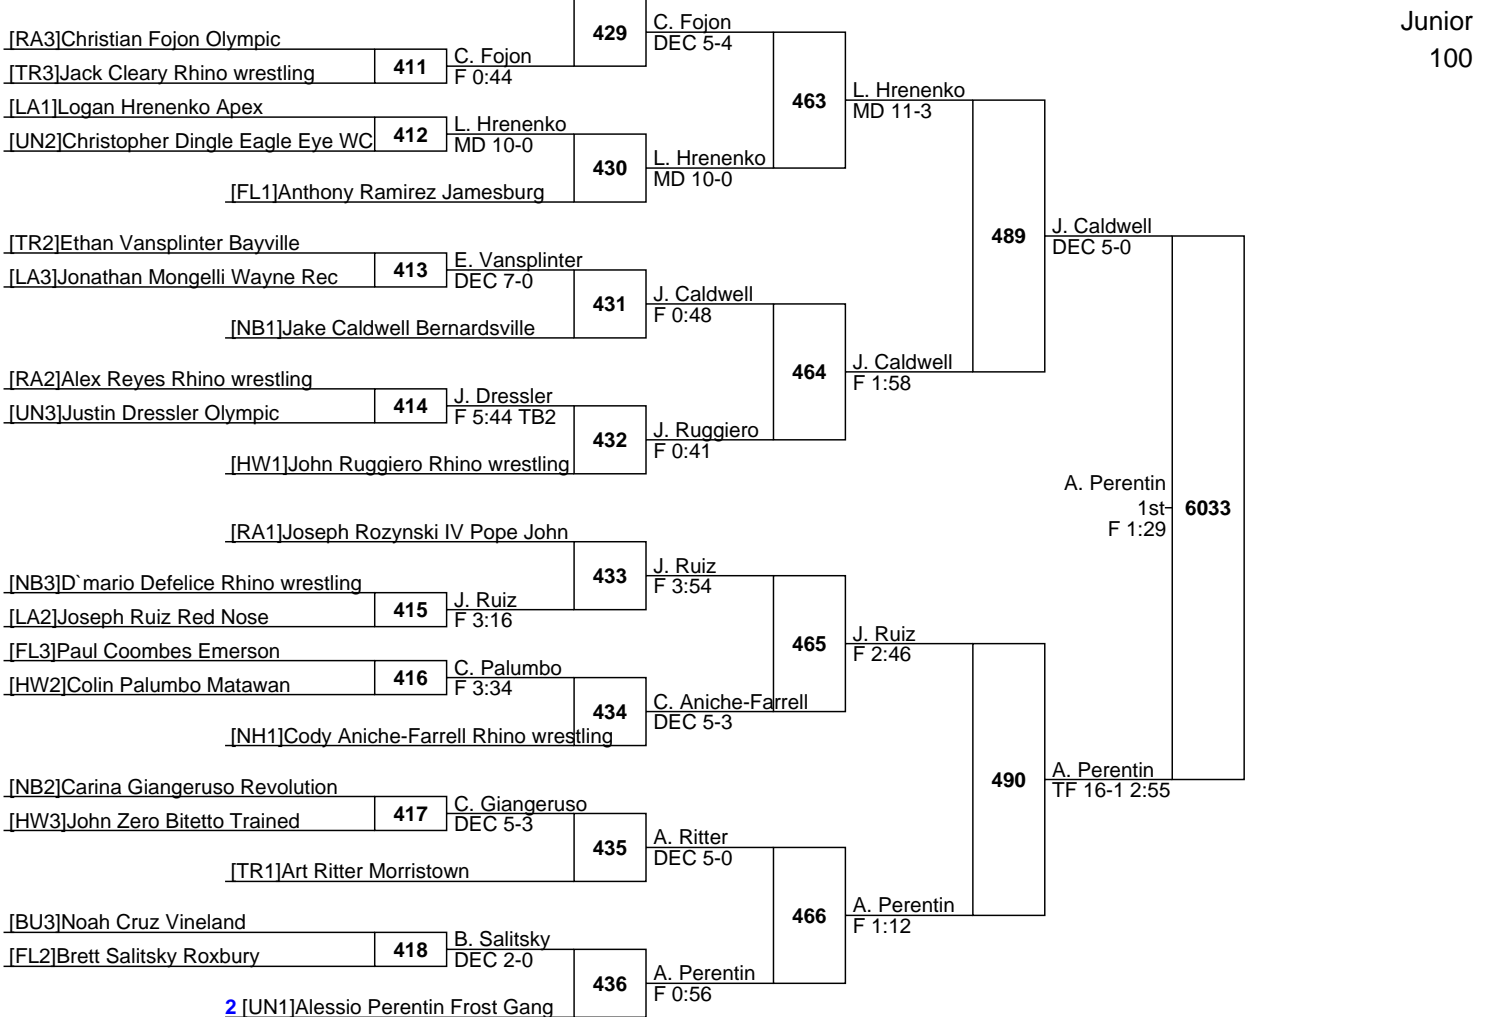 Junior
100
[RA3]Christian Fojon Olympic
[TR3]Jack Cleary Rhino wrestling
411
C. Fojon
F 0:44
429
C. Fojon
DEC 5-4
[LA1]Logan Hrenenko Apex
[UN2]Christopher Dingle Eagle Eye WC
412
L. Hrenenko
MD 10-0
[FL1]Anthony Ramirez Jamesburg
430
L. Hrenenko
MD 10-0
463
L. Hrenenko
MD 11-3
[TR2]Ethan Vansplinter Bayville
[LA3]Jonathan Mongelli Wayne Rec
413
E. Vansplinter
DEC 7-0
[NB1]Jake Caldwell Bernardsville
431
J. Caldwell
F 0:48
[RA2]Alex Reyes Rhino wrestling
[UN3]Justin Dressler Olympic
414
J. Dressler
F 5:44 TB2
[HW1]John Ruggiero Rhino wrestling
432
J. Ruggiero
F 0:41
464
J. Caldwell
F 1:58
489
J. Caldwell
DEC 5-0
[RA1]Joseph Rozynski IV Pope John
[NB3]D`mario Defelice Rhino wrestling
[LA2]Joseph Ruiz Red Nose
415
J. Ruiz
F 3:16
433
J. Ruiz
F 3:54
[FL3]Paul Coombes Emerson
[HW2]Colin Palumbo Matawan
416
C. Palumbo
F 3:34
[NH1]Cody Aniche-Farrell Rhino wrestling
434
C. Aniche-Farrell
DEC 5-3
465
J. Ruiz
F 2:46
[NB2]Carina Giangeruso Revolution
[HW3]John Zero Bitetto Trained
417
C. Giangeruso
DEC 5-3
[TR1]Art Ritter Morristown
435
A. Ritter
DEC 5-0
[BU3]Noah Cruz Vineland
[FL2]Brett Salitsky Roxbury
418
B. Salitsky
DEC 2-0
2 [UN1]Alessio Perentin Frost Gang
436
A. Perentin
F 0:56
466
A. Perentin
F 1:12
490
A. Perentin
TF 16-1 2:55
A. Perentin
1st
F 1:29
6033